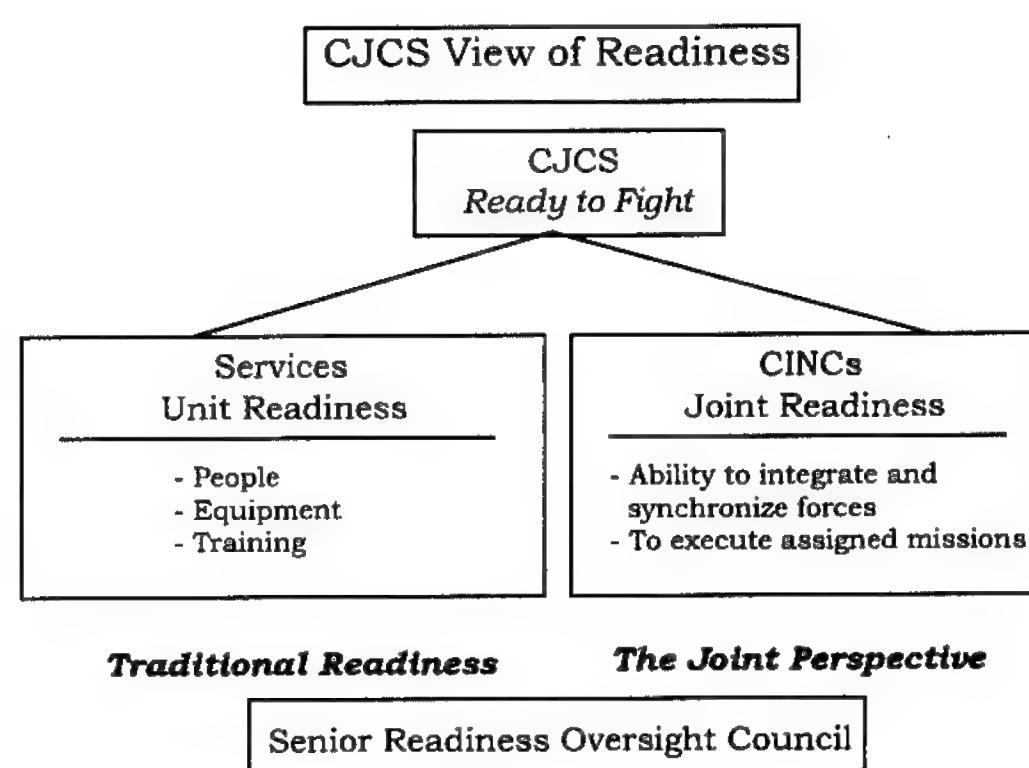 CJCS View of Readiness
CJCS
Ready to Fight
Services
Unit Readiness
- People
- Equipment
- Training
CINCs
Joint Readiness
- Ability to integrate and
synchronize forces
- To execute assigned missions
Traditional Readiness
The Joint Perspective
Senior Readiness Oversight Council